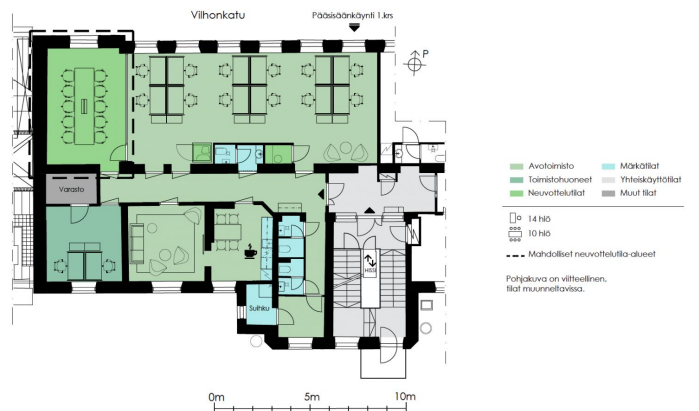 Vilhonkatu
Pääsisäänkäynti 1.krs
P
Varasto
HISSI
Suihku
0m 5m 10m
Avotoimisto
Toimistohuoneet
Neuvottelutilat
Märkätilat
Yhteiskäyttötilat
Muut tilat
14 hlö
10 hlö
Mahdolliset neuvottelutila-alueet
Pohjakuva on viitteellinen,
tilat muunneltavissa.